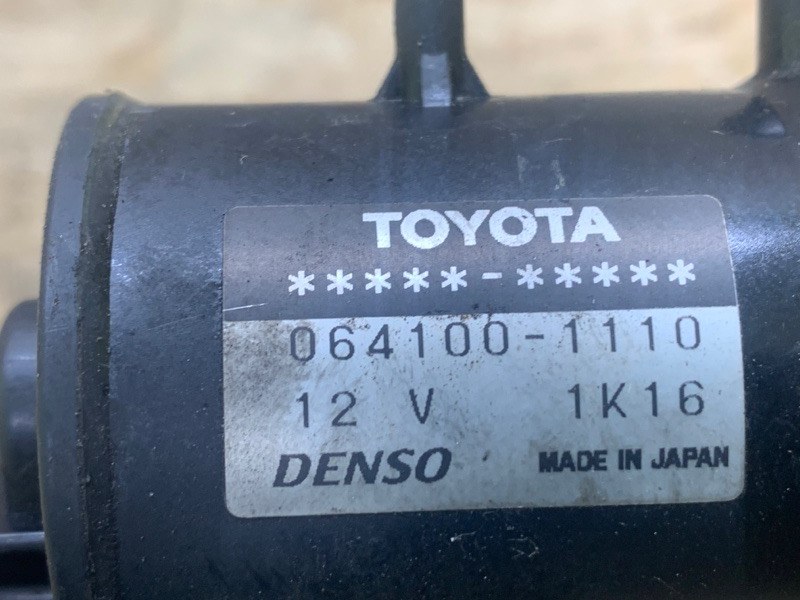 TOYOTA
*****-*****
064100-1110
12 V 1K16
DENSO MADE IN JAPAN